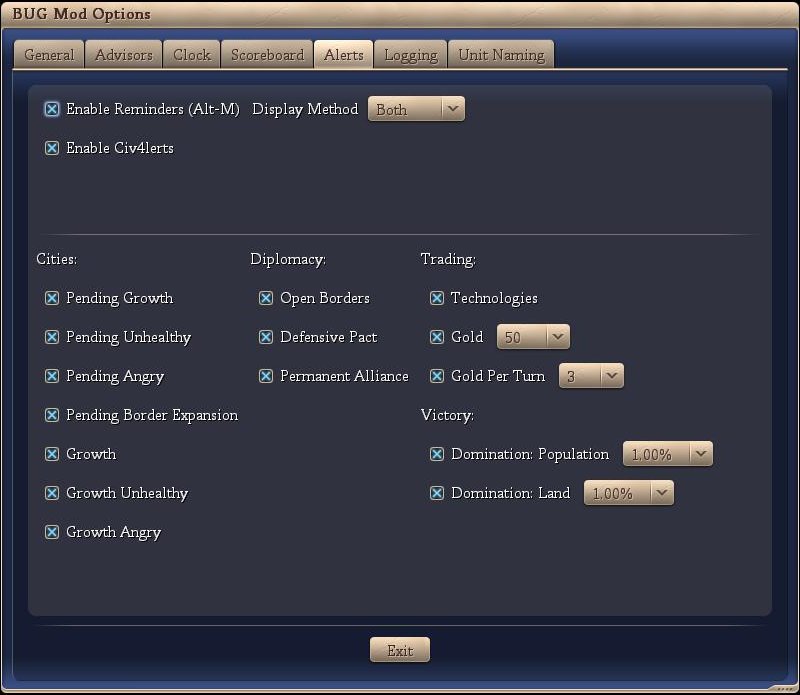 BUG Mod Options
General Advisors Clock Scoreboard Alerts Logging Unit Naming
Enable Reminders (Alt-M) Display Method Both
Enable Civ4lerts
Cities: Diplomacy: Trading:
Pending Growth Open Borders Technologies
Pending Unhealthy Defensive Pact Gold 50
Pending Angry Permanent Alliance Gold Per Turn 3
Pending Border Expansion Victory:
Growth Domination: Population 1.00%
Growth Unhealthy Domination: Land 1.00%
Growth Angry
Exit